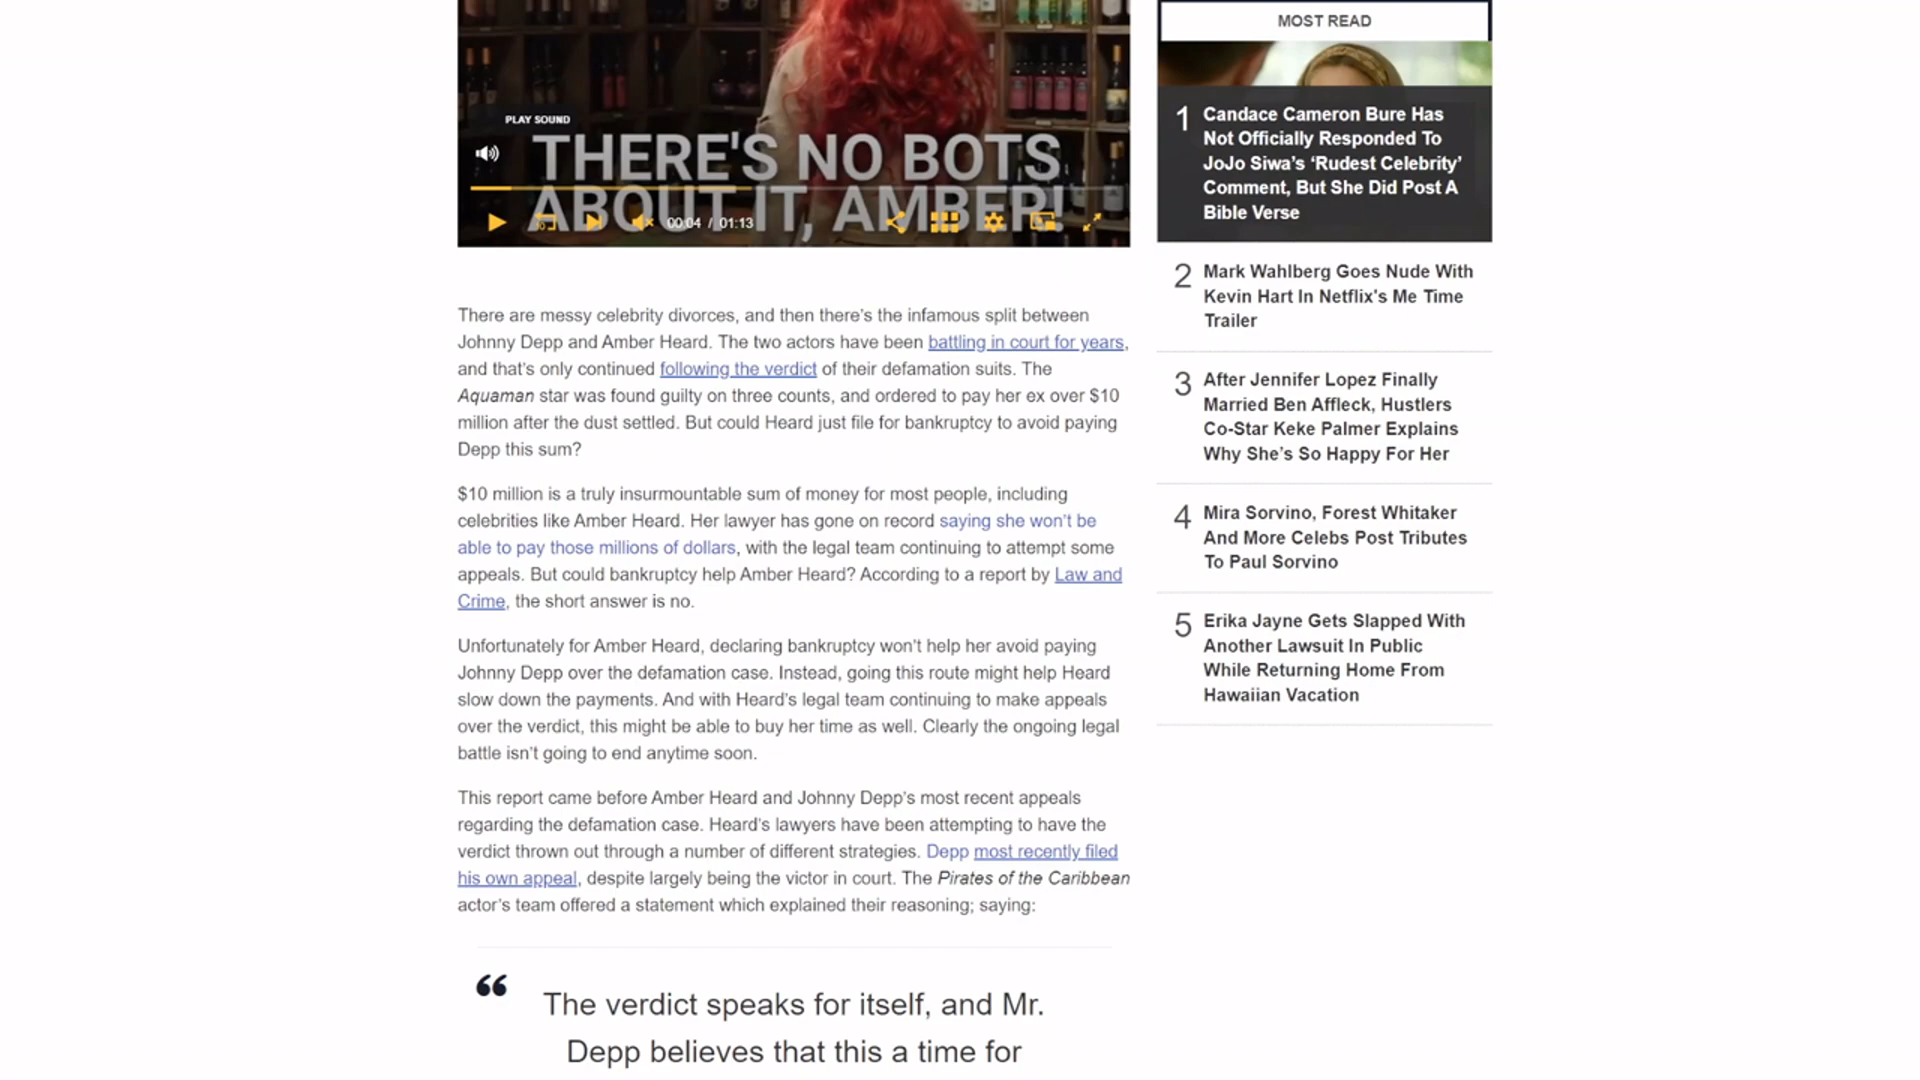 PLAY SOUND
THERE'S NO BOTS
ABOUT IT, AMBER!
00:04 / 01:13
There are messy celebrity divorces, and then there’s the infamous split between
Johnny Depp and Amber Heard. The two actors have been battling in court for years,
and that’s only continued following the verdict of their defamation suits. The
Aquaman star was found guilty on three counts, and ordered to pay her ex over $10
million after the dust settled. But could Heard just file for bankruptcy to avoid paying
Depp this sum?
$10 million is a truly insurmountable sum of money for most people, including
celebrities like Amber Heard. Her lawyer has gone on record saying she won’t be
able to pay those millions of dollars, with the legal team continuing to attempt some
appeals. But could bankruptcy help Amber Heard? According to a report by Law and
Crime, the short answer is no.
Unfortunately for Amber Heard, declaring bankruptcy won’t help her avoid paying
Johnny Depp over the defamation case. Instead, going this route might help Heard
slow down the payments. And with Heard’s legal team continuing to make appeals
over the verdict, this might be able to buy her time as well. Clearly the ongoing legal
battle isn’t going to end anytime soon.
This report came before Amber Heard and Johnny Depp’s most recent appeals
regarding the defamation case. Heard’s lawyers have been attempting to have the
verdict thrown out through a number of different strategies. Depp most recently filed
his own appeal, despite largely being the victor in court. The Pirates of the Caribbean
actor’s team offered a statement which explained their reasoning; saying:
“ The verdict speaks for itself, and Mr.
Depp believes that this a time for
MOST READ
1 Candace Cameron Bure Has
Not Officially Responded To
JoJo Siwa’s ‘Rudest Celebrity’
Comment, But She Did Post A
Bible Verse
2 Mark Wahlberg Goes Nude With
Kevin Hart In Netflix's Me Time
Trailer
3 After Jennifer Lopez Finally
Married Ben Affleck, Hustlers
Co-Star Keke Palmer Explains
Why She’s So Happy For Her
4 Mira Sorvino, Forest Whitaker
And More Celebs Post Tributes
To Paul Sorvino
5 Erika Jayne Gets Slapped With
Another Lawsuit In Public
While Returning Home From
Hawaiian Vacation